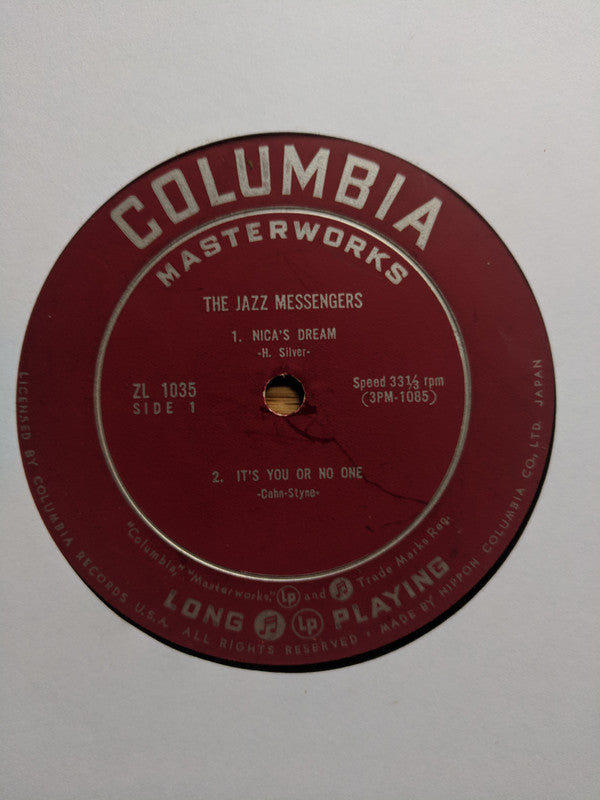 COLUMBIA
MASTERWORKS
THE JAZZ MESSENGERS
1. NICA'S DREAM
-H. Silver-
ZL 1035
SIDE 1
Speed 33⅓ rpm
(3PM-1085)
2. IT'S YOU OR NO ONE
-Cahn-Styne-
"Columbia," "Masterworks," Lp and Trade Marks Reg.
LONG Lp PLAYING
LICENSED BY COLUMBIA RECORDS U.S.A. ALL RIGHTS RESERVED • MADE BY NIPPON COLUMBIA CO., LTD. JAPAN